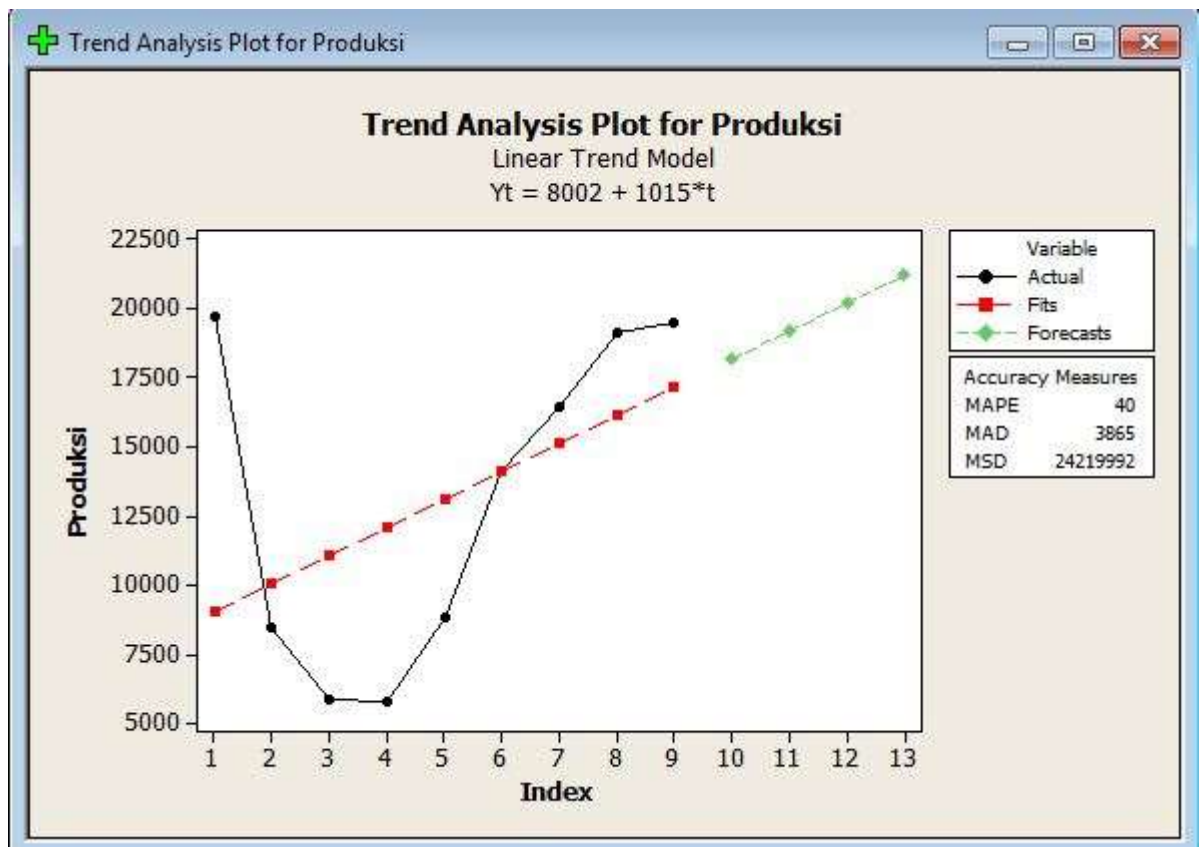 Trend Analysis Plot for Produksi
Trend Analysis Plot for Produksi
Linear Trend Model
Yt = 8002 + 1015*t
22500
20000
17500
15000
12500
10000
7500
5000
Produksi
1 2 3 4 5 6 7 8 9 10 11 12 13
Index
Variable
Actual
Fits
Forecasts
Accuracy Measures
MAPE 40
MAD 3865
MSD 24219992